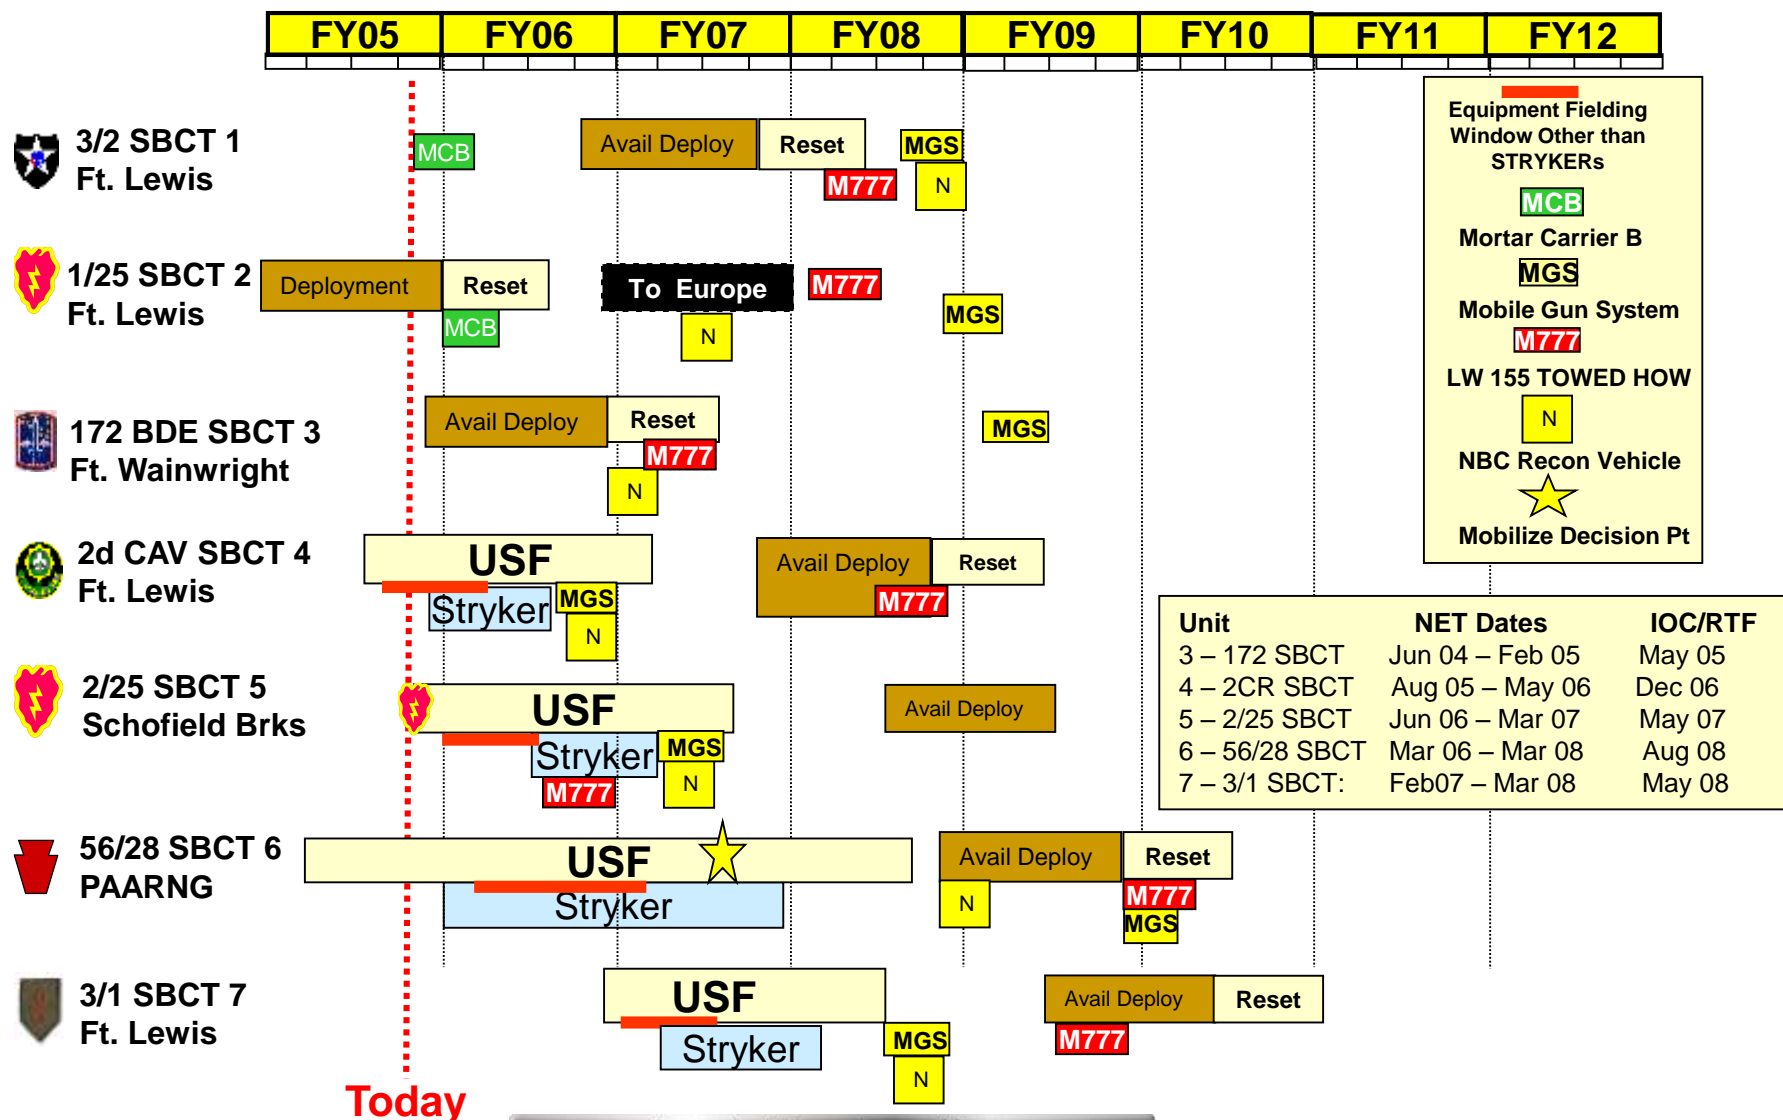 FY05 FY06 FY07 FY08 FY09 FY10 FY11 FY12
3/2 SBCT 1
Ft. Lewis
MCB
Avail Deploy
Reset
M777
MGS
N
1/25 SBCT 2
Ft. Lewis
Deployment
Reset
MCB
To Europe
N
M777
MGS
172 BDE SBCT 3
Ft. Wainwright
Avail Deploy
Reset
M777
N
MGS
2d CAV SBCT 4
Ft. Lewis
USF
Stryker
MGS
N
Avail Deploy
M777
Reset
2/25 SBCT 5
Schofield Brks
USF
Stryker
M777
MGS
N
Avail Deploy
56/28 SBCT 6
PAARNG
USF
Stryker
Avail Deploy
N
Reset
M777
MGS
3/1 SBCT 7
Ft. Lewis
USF
Stryker
MGS
N
Avail Deploy
M777
Reset
Today
Equipment Fielding
Window Other than
STRYKERs
MCB
Mortar Carrier B
MGS
Mobile Gun System
M777
LW 155 TOWED HOW
N
NBC Recon Vehicle
Mobilize Decision Pt
Unit NET Dates IOC/RTF
3 – 172 SBCT Jun 04 – Feb 05 May 05
4 – 2CR SBCT Aug 05 – May 06 Dec 06
5 – 2/25 SBCT Jun 06 – Mar 07 May 07
6 – 56/28 SBCT Mar 06 – Mar 08 Aug 08
7 – 3/1 SBCT: Feb07 – Mar 08 May 08